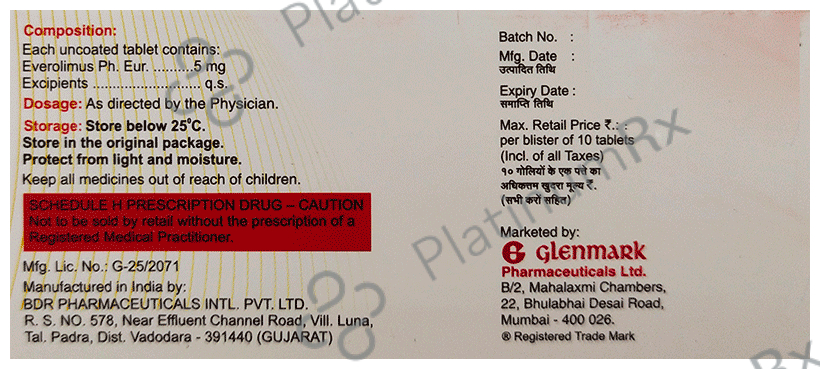 Composition:
Each uncoated tablet contains:
Everolimus Ph. Eur. ..........5 mg
Excipients .......................... q.s.
Dosage: As directed by the Physician.
Storage: Store below 25°C.
Store in the original package.
Protect from light and moisture.
Keep all medicines out of reach of children.
SCHEDULE H PRESCRIPTION DRUG – CAUTION
Not to be sold by retail without the prescription of a
Registered Medical Practitioner.
Mfg. Lic. No.: G-25/2071
Manufactured in India by:
BDR PHARMACEUTICALS INTL. PVT. LTD.
R. S. NO. 578, Near Effluent Channel Road, Vill. Luna,
Tal. Padra, Dist. Vadodara - 391440 (GUJARAT)
Batch No. :
Mfg. Date :
उत्पादित तिथि
Expiry Date :
समाप्ति तिथि
Max. Retail Price ₹.: :
per blister of 10 tablets
(Incl. of all Taxes)
१० गोलियों के एक पत्ते का
अधिकतम खुदरा मूल्य ₹.
(सभी करों सहित)
Marketed by:
glenmark
Pharmaceuticals Ltd.
B/2, Mahalaxmi Chambers,
22, Bhulabhai Desai Road,
Mumbai - 400 026.
® Registered Trade Mark
PlatinumRx
PlatinumRx
Rx